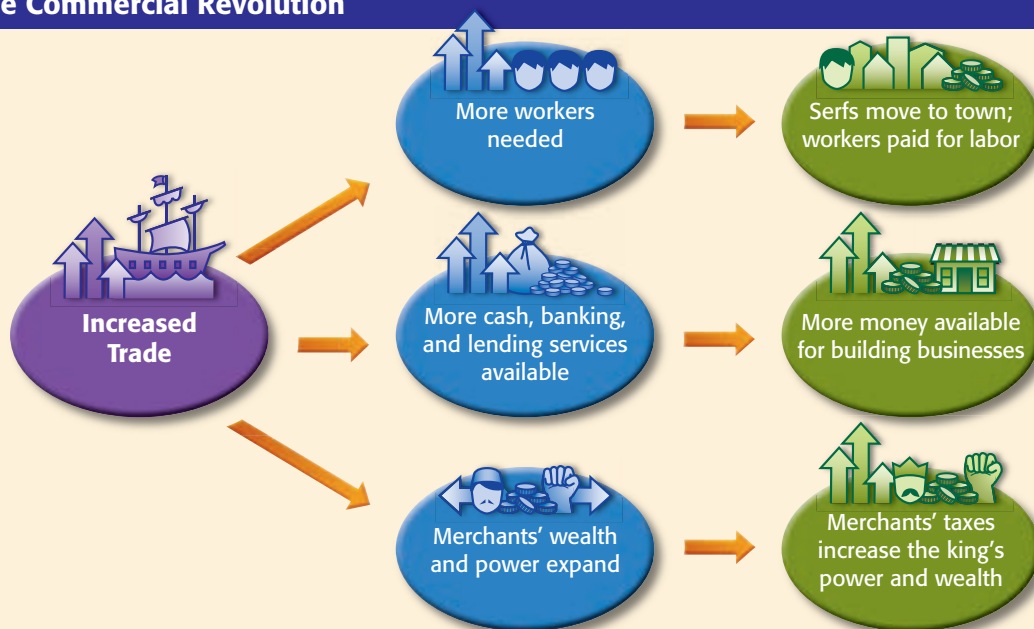 e Commercial Revolution
More workers
needed
Serfs move to town;
workers paid for labor
Increased
Trade
More cash, banking,
and lending services
available
More money available
for building businesses
Merchants' wealth
and power expand
Merchants' taxes
increase the king's
power and wealth